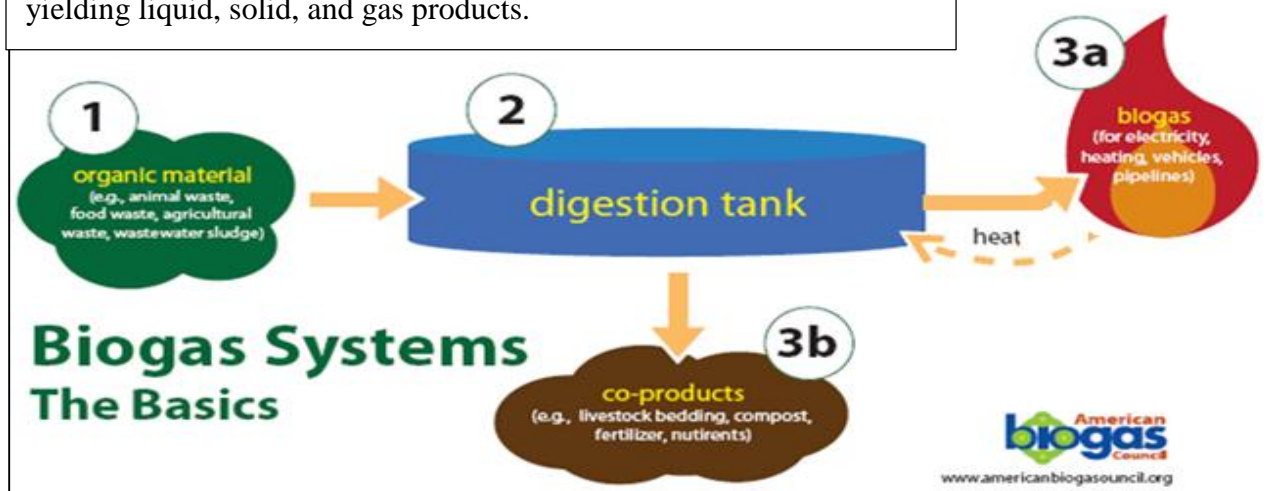 yielding liquid, solid, and gas products.
1
organic material
(e.g., animal waste,
food waste, agricultural
waste, wastewater sludge)
2
digestion tank
3a
biogas
(for electricity,
heating, vehicles,
pipelines)
heat
3b
co-products
(e.g., livestock bedding, compost,
fertilizer, nutirents)
Biogas Systems
The Basics
American
biogas
Council
www.americanbiogasouncil.org